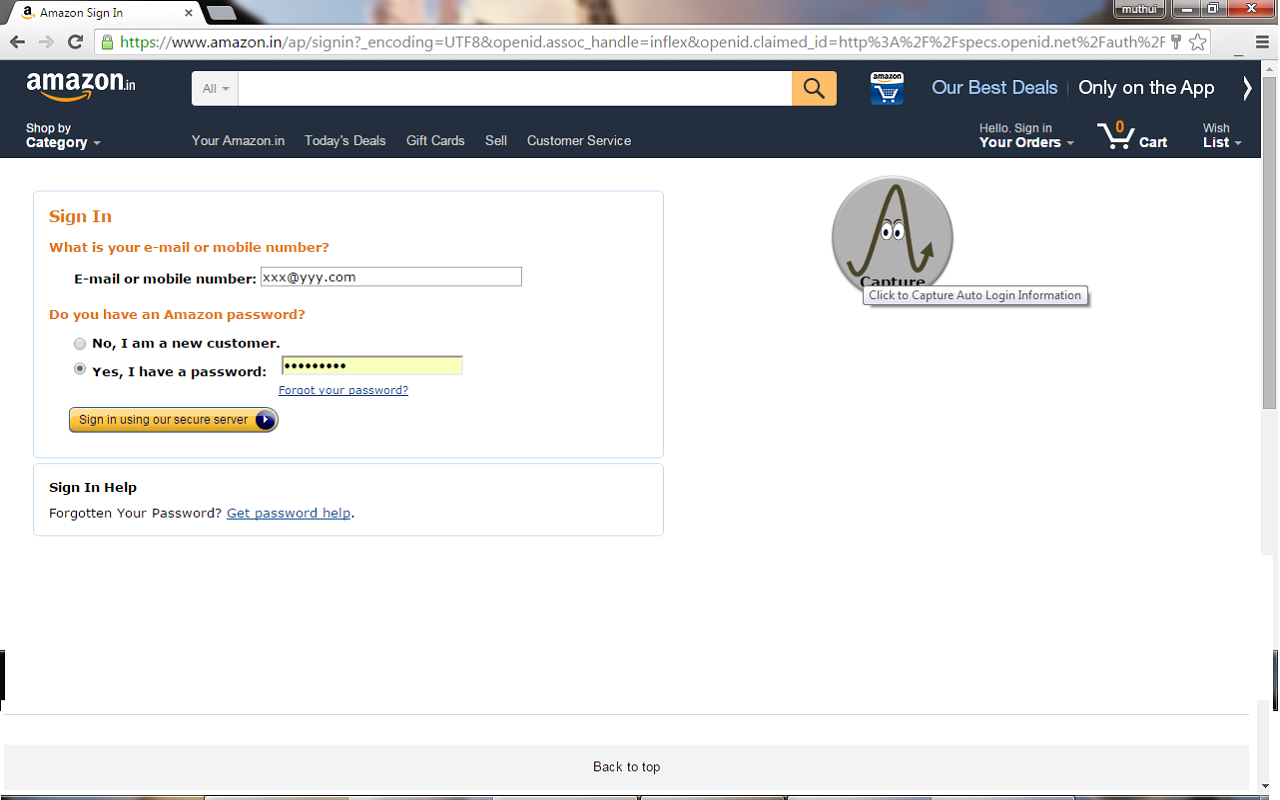 Amazon Sign In
muthui
https://www.amazon.in/ap/signin?_encoding=UTF8&openid.assoc_handle=inflex&openid.claimed_id=http%3A%2F%2Fspecs.openid.net%2Fauth%2F
amazon.in
All
amazon
Our Best Deals
Only on the App
Shop by
Category
Your Amazon.in
Today's Deals
Gift Cards
Sell
Customer Service
Hello. Sign in
Your Orders
0
Cart
Wish
List
Sign In
What is your e-mail or mobile number?
E-mail or mobile number: xxx@yyy.com
Do you have an Amazon password?
No, I am a new customer.
Yes, I have a password: •••••••••
Forgot your password?
Sign in using our secure server
Capture
Click to Capture Auto Login Information
Sign In Help
Forgotten Your Password? Get password help.
Back to top